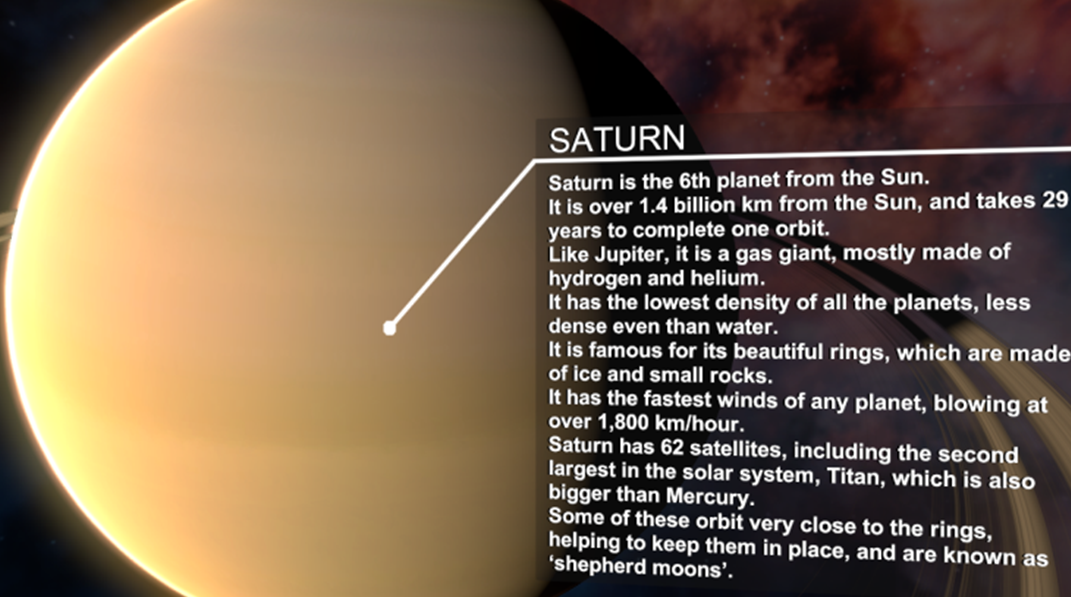 SATURN
Saturn is the 6th planet from the Sun.
It is over 1.4 billion km from the Sun, and takes 29
years to complete one orbit.
Like Jupiter, it is a gas giant, mostly made of
hydrogen and helium.
It has the lowest density of all the planets, less
dense even than water.
It is famous for its beautiful rings, which are made
of ice and small rocks.
It has the fastest winds of any planet, blowing at
over 1,800 km/hour.
Saturn has 62 satellites, including the second
largest in the solar system, Titan, which is also
bigger than Mercury.
Some of these orbit very close to the rings,
helping to keep them in place, and are known as
‘shepherd moons’.